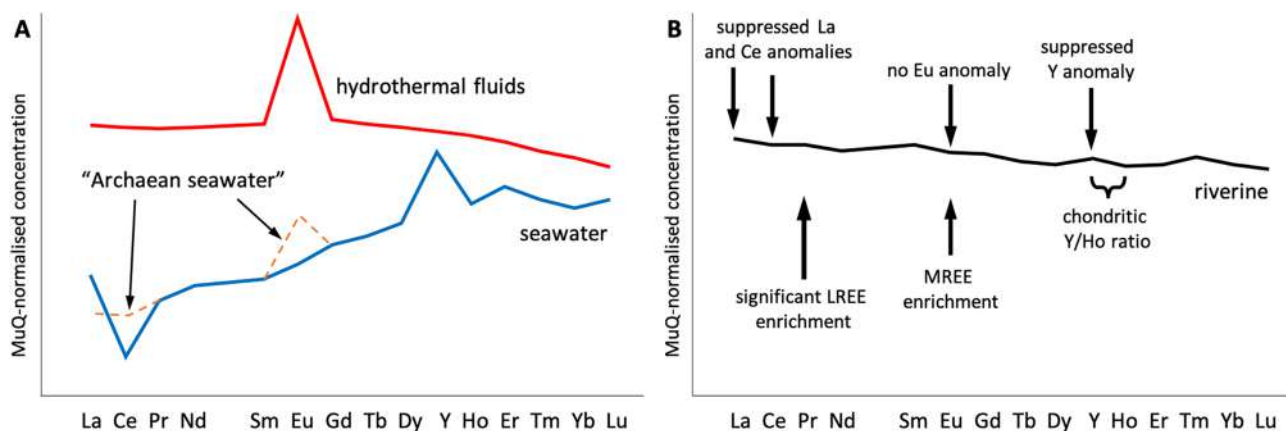 A
MuQ-normalised concentration
hydrothermal fluids
“Archaean seawater”
seawater
La Ce Pr Nd Sm Eu Gd Tb Dy Y Ho Er Tm Yb Lu
B
MuQ-normalised concentration
suppressed La
and Ce anomalies
no Eu anomaly
suppressed
Y anomaly
riverine
chondritic
Y/Ho ratio
MREE
enrichment
significant LREE
enrichment
La Ce Pr Nd Sm Eu Gd Tb Dy Y Ho Er Tm Yb Lu